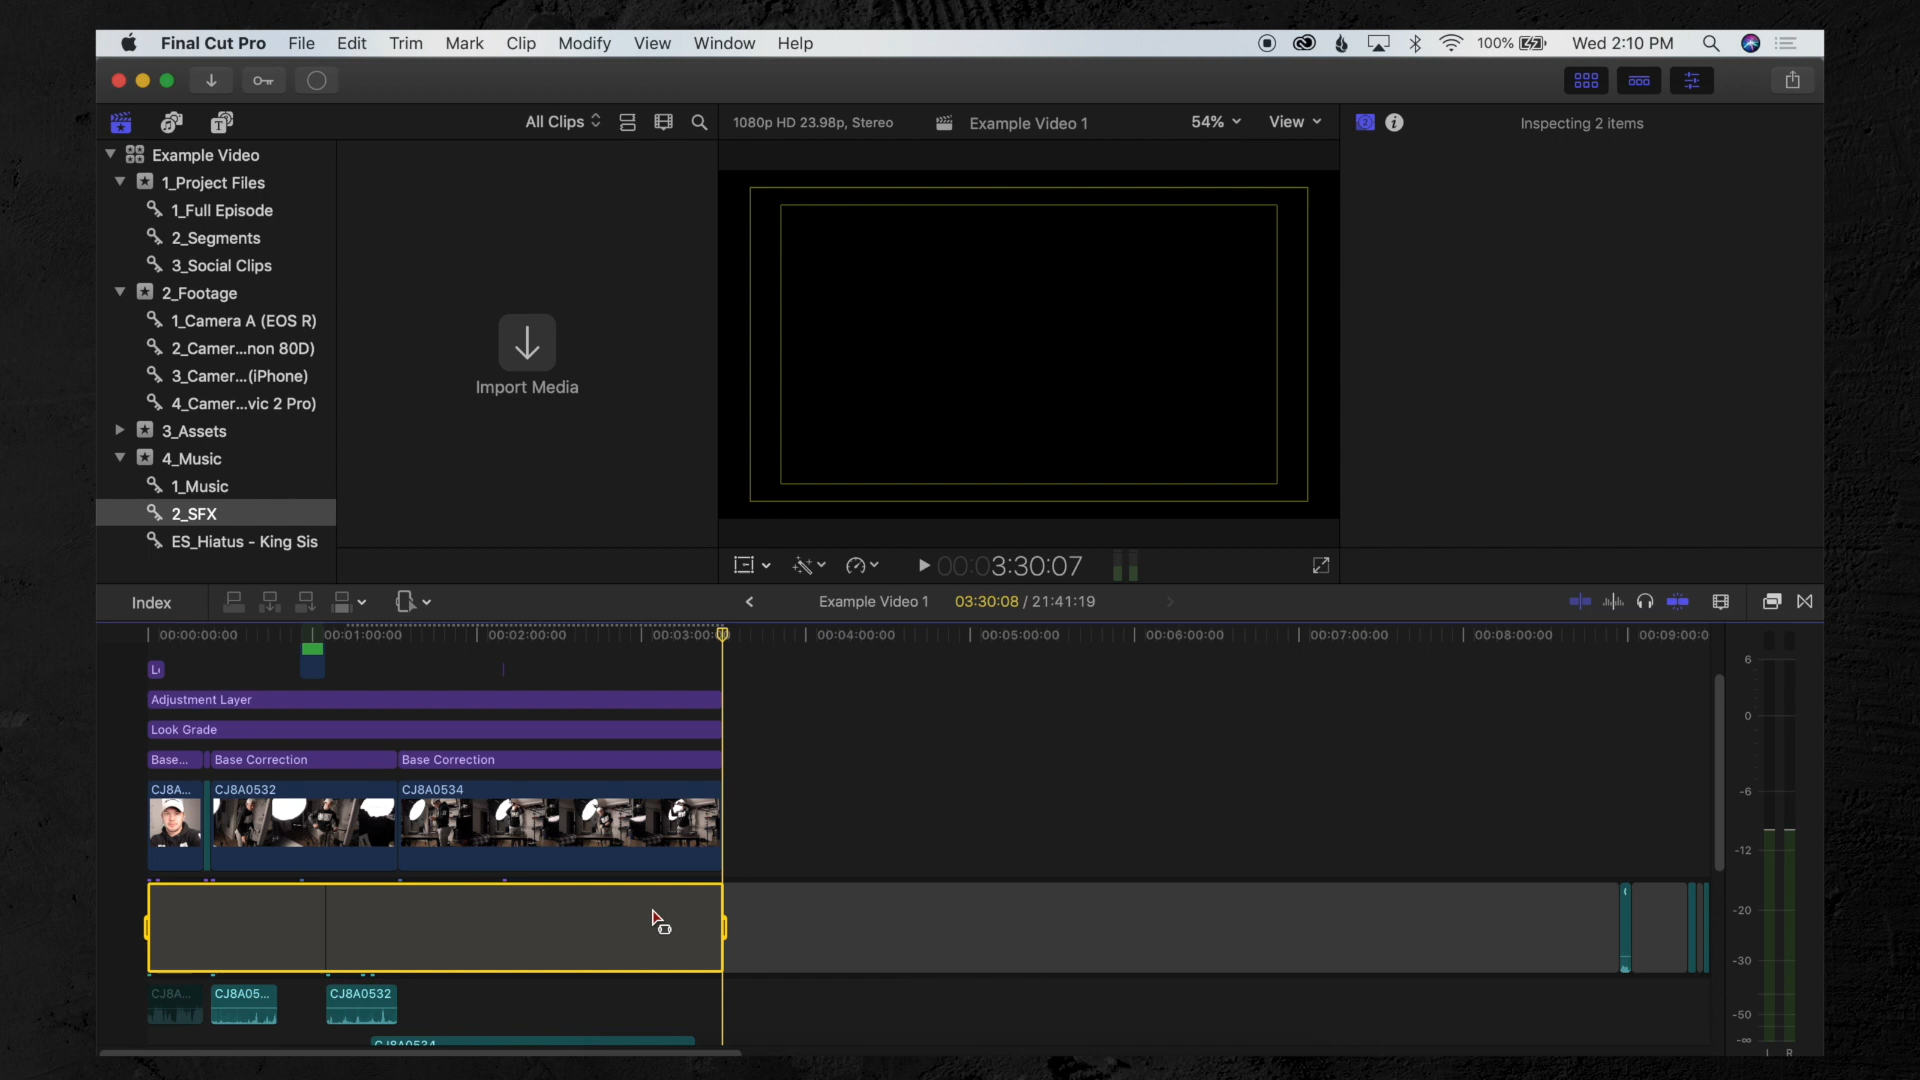 Final Cut Pro File Edit Trim Mark Clip Modify View Window Help 100% Wed 2:10 PM
All Clips 1080p HD 23.98p, Stereo Example Video 1 54% View Inspecting 2 items
Example Video
1_Project Files
1_Full Episode
2_Segments
3_Social Clips
2_Footage
1_Camera A (EOS R)
2_Camer...non 80D)
3_Camer...(iPhone)
4_Camer...vic 2 Pro)
3_Assets
4_Music
1_Music
2_SFX
ES_Hiatus - King Sis
Import Media
00:03:30:07
Index Example Video 1 03:30:08 / 21:41:19
00:00:00:00 00:01:00:00 00:02:00:00 00:03:00:0 00:04:00:00 00:05:00:00 00:06:00:00 00:07:00:00 00:08:00:00 00:09:00:0
Adjustment Layer
Look Grade
Base... Base Correction Base Correction
CJ8A... CJ8A0532 CJ8A0534
CJ8A... CJ8A05... CJ8A0532
CJ8A0534
6
0
-6
-12
-20
-30
-50
-∞
L R